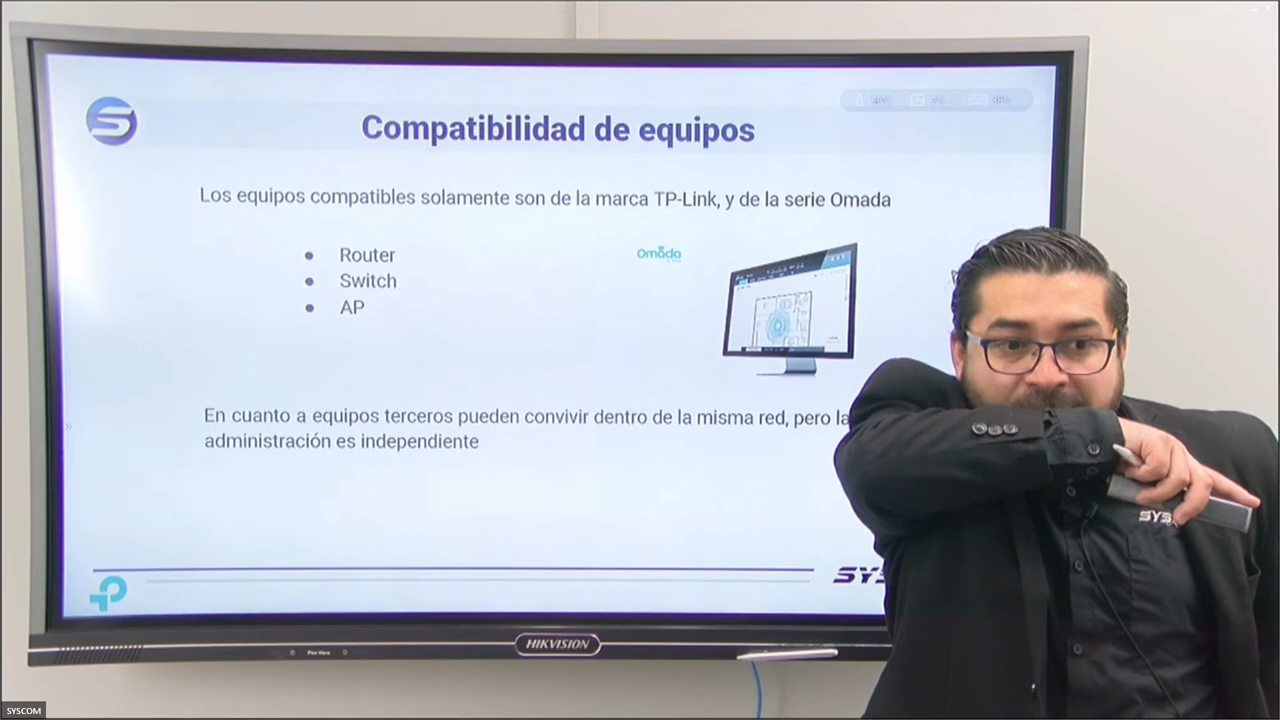 Compatibilidad de equipos
Los equipos compatibles solamente son de la marca TP-Link, y de la serie Omada
Omada
● Router
● Switch
● AP
En cuanto a equipos terceros pueden convivir dentro de la misma red, pero la
administración es independiente
SYS
SYS
HIKVISION
Pen Here
SYSCOM